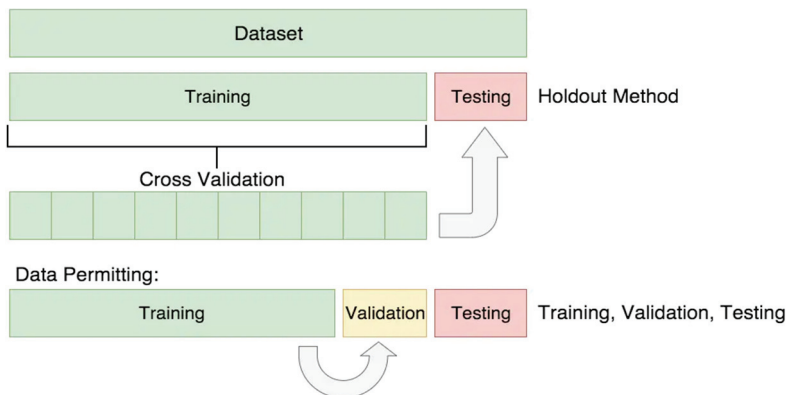 Dataset
Training
Testing
Holdout Method
Cross Validation
Data Permitting:
Training
Validation
Testing
Training, Validation, Testing